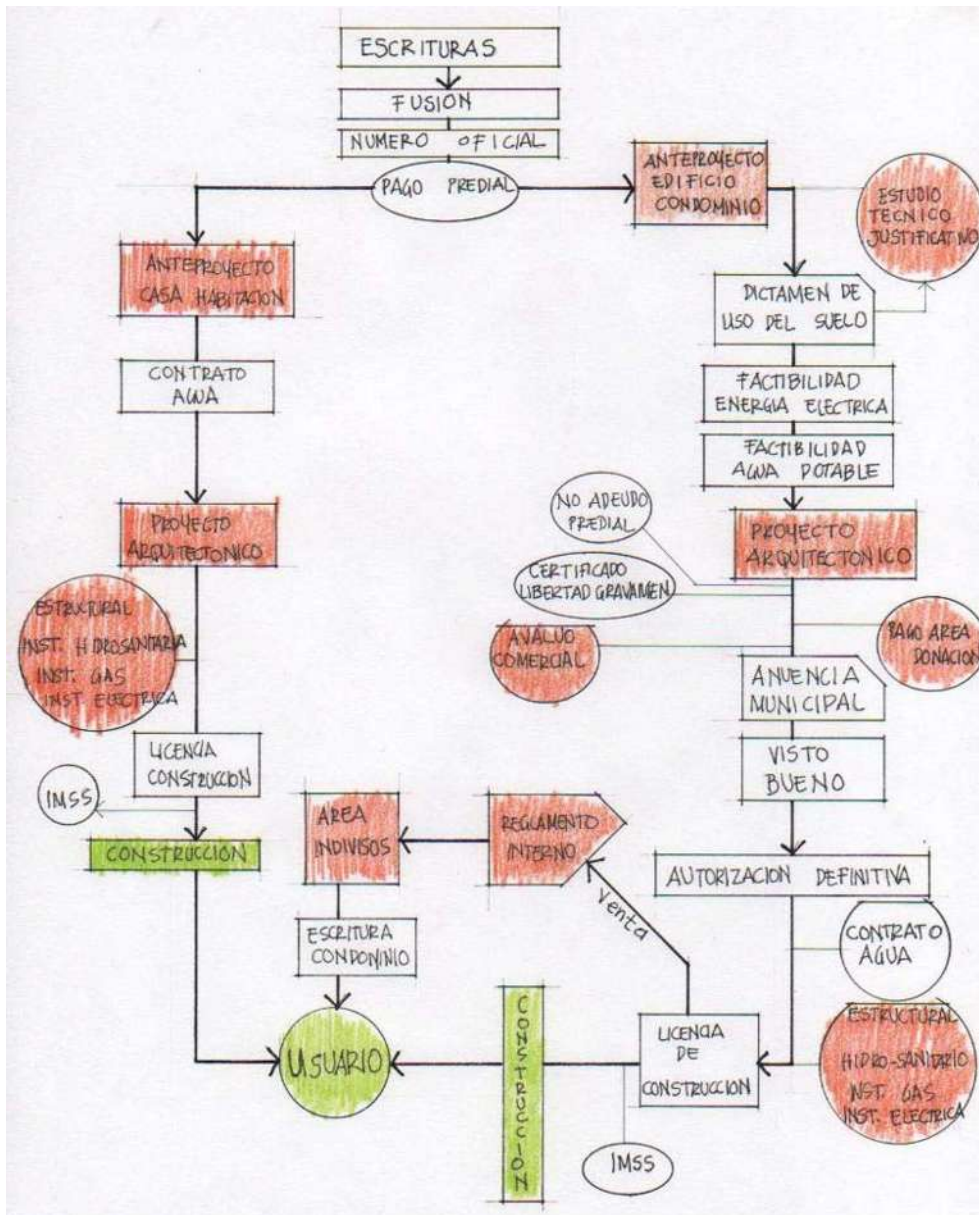 ESCRITURAS
FUSION
NUMERO OFICIAL
PAGO PREDIAL
ANTEPROYECTO
EDIFICIO
CONDOMINIO
ESTUDIO
TECNICO
JUSTIFICATIVO
ANTEPROYECTO
CASA HABITACION
DICTAMEN DE
USO DEL SUELO
CONTRATO
AGUA
FACTIBILIDAD
ENERGIA ELECTRICA
FACTIBILIDAD
AGUA POTABLE
NO ADEUDO
PREDIAL
PROYECTO
ARQUITECTONICO
PROYECTO
ARQUITECTONICO
CERTIFICADO
LIBERTAD GRAVAMEN
ESTRUCTURAL
INST. HIDROSANITARIA
INST. GAS
INST ELECTRICA
AVALUO
COMERCIAL
PAGO AREA
DONACION
ANUENCIA
MUNICIPAL
LICENCIA
CONSTRUCCION
VISTO
BUENO
IMSS
AREA
INDIVISOS
REGLAMENTO
INTERNO
CONSTRUCCION
AUTORIZACION DEFINITIVA
Venta
ESCRITURA
CONDONINIO
CONTRATO
AGUA
ESTRUCTURAL
HIDRO-SANITARIO
INST. GAS
INST. ELECTRICA
USUARIO
CONSTRUCCION
LICENCIA
DE
CONSTRUCCION
IMSS